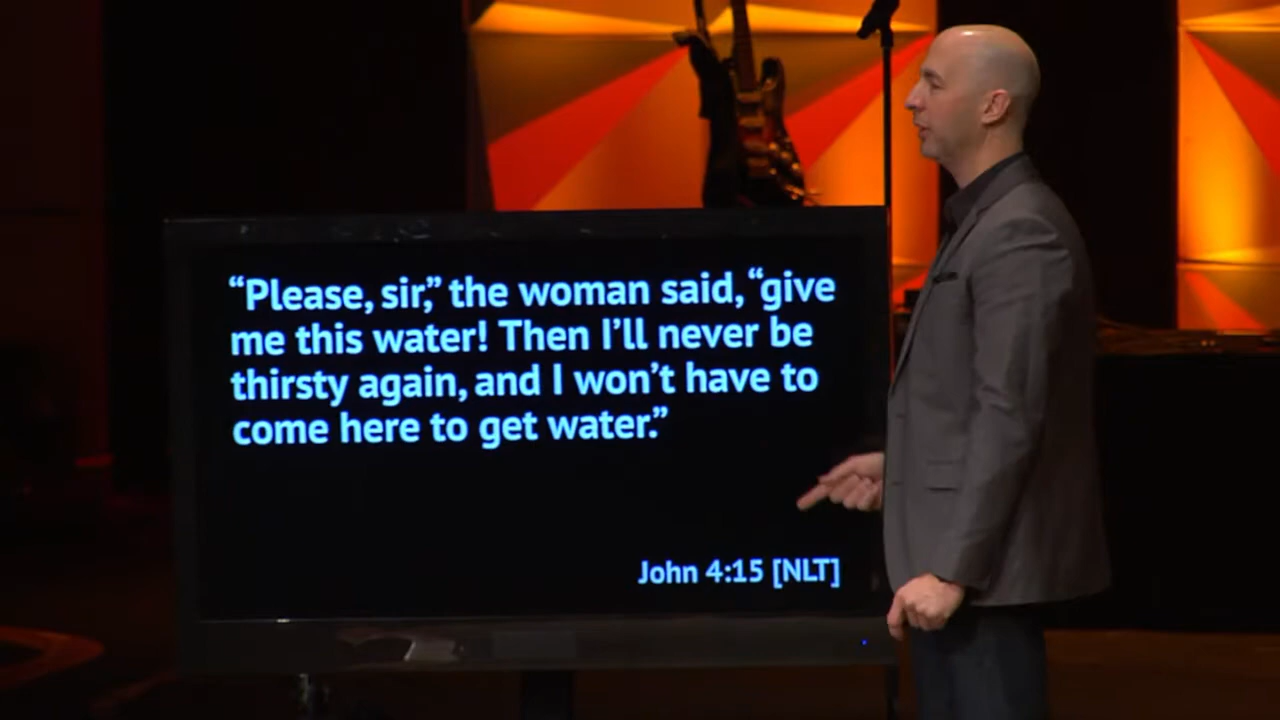 “Please, sir,” the woman said, “give
me this water! Then I’ll never be
thirsty again, and I won’t have to
come here to get water.”
John 4:15 [NLT]